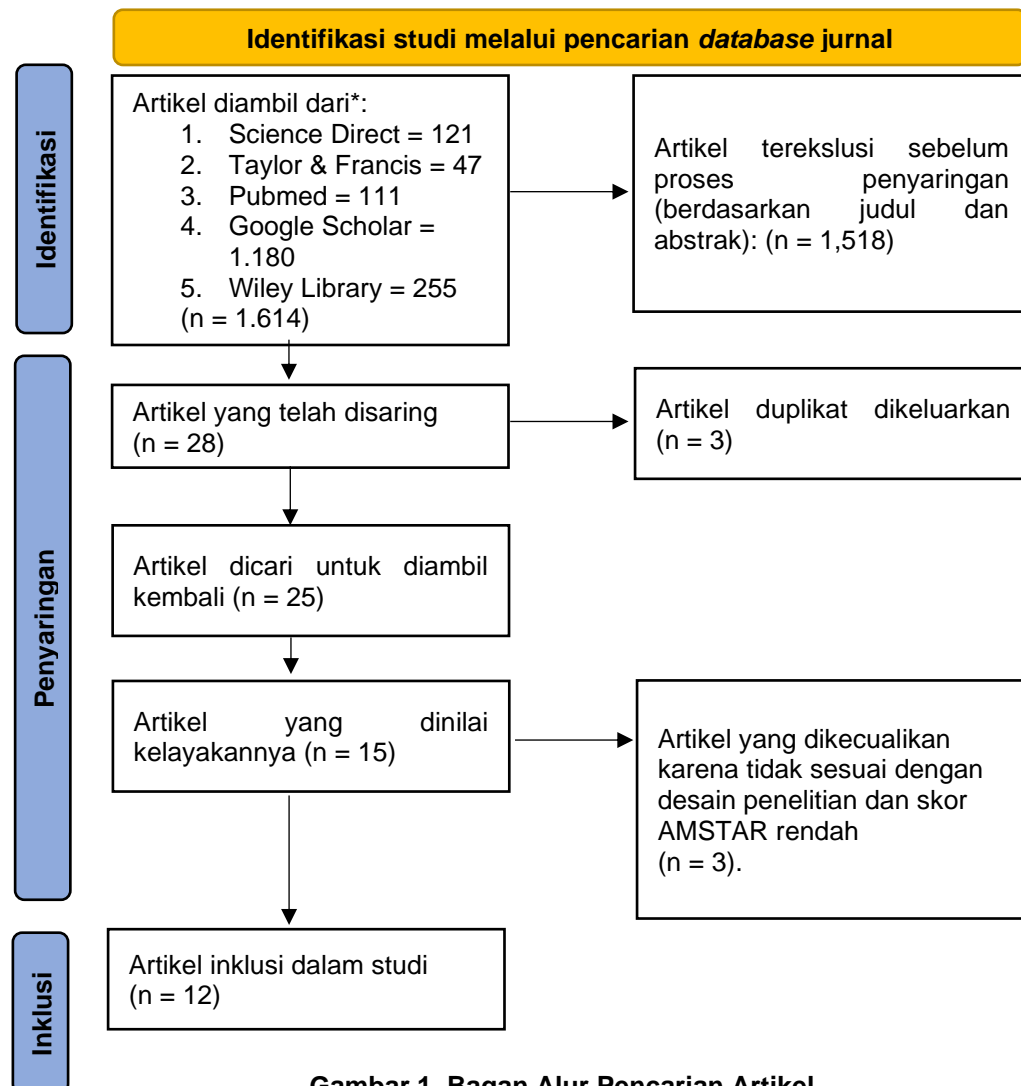 Identifikasi studi melalui pencarian database jurnal
Identifikasi
Artikel diambil dari*:
1. Science Direct = 121
2. Taylor & Francis = 47
3. Pubmed = 111
4. Google Scholar =
1.180
5. Wiley Library = 255
(n = 1.614)
Artikel terekslusi sebelum
proses penyaringan
(berdasarkan judul dan
abstrak): (n = 1,518)
Penyaringan
Artikel yang telah disaring
(n = 28)
Artikel duplikat dikeluarkan
(n = 3)
Artikel dicari untuk diambil
kembali (n = 25)
Artikel yang dinilai
kelayakannya (n = 15)
Artikel yang dikecualikan
karena tidak sesuai dengan
desain penelitian dan skor
AMSTAR rendah
(n = 3).
Inklusi
Artikel inklusi dalam studi
(n = 12)
Gambar 1. Bagan Alur Pencarian Artikel